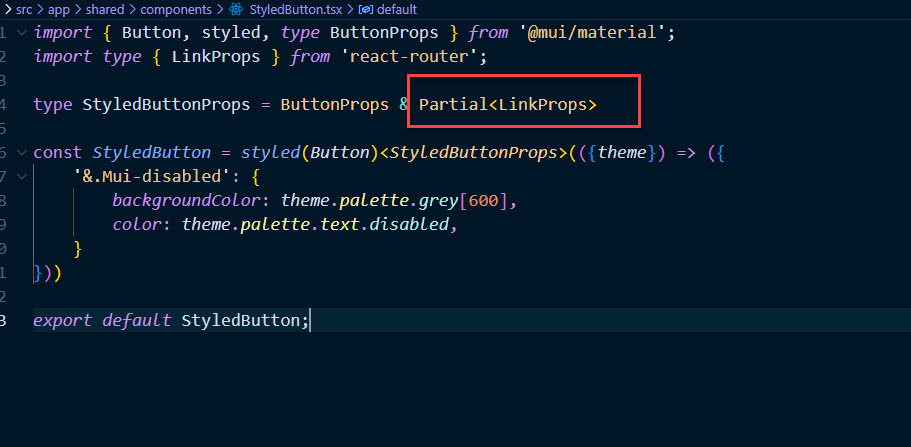 > src > app > shared > components > StyledButton.tsx > default
1 import { Button, styled, type ButtonProps } from '@mui/material';
2 import type { LinkProps } from 'react-router';
3
4 type StyledButtonProps = ButtonProps & Partial<LinkProps>
5
6 const StyledButton = styled(Button)<StyledButtonProps>(({theme}) => ({
7     '&.Mui-disabled': {
8         backgroundColor: theme.palette.grey[600],
9         color: theme.palette.text.disabled,
0     }
1 }))
2
3 export default StyledButton;